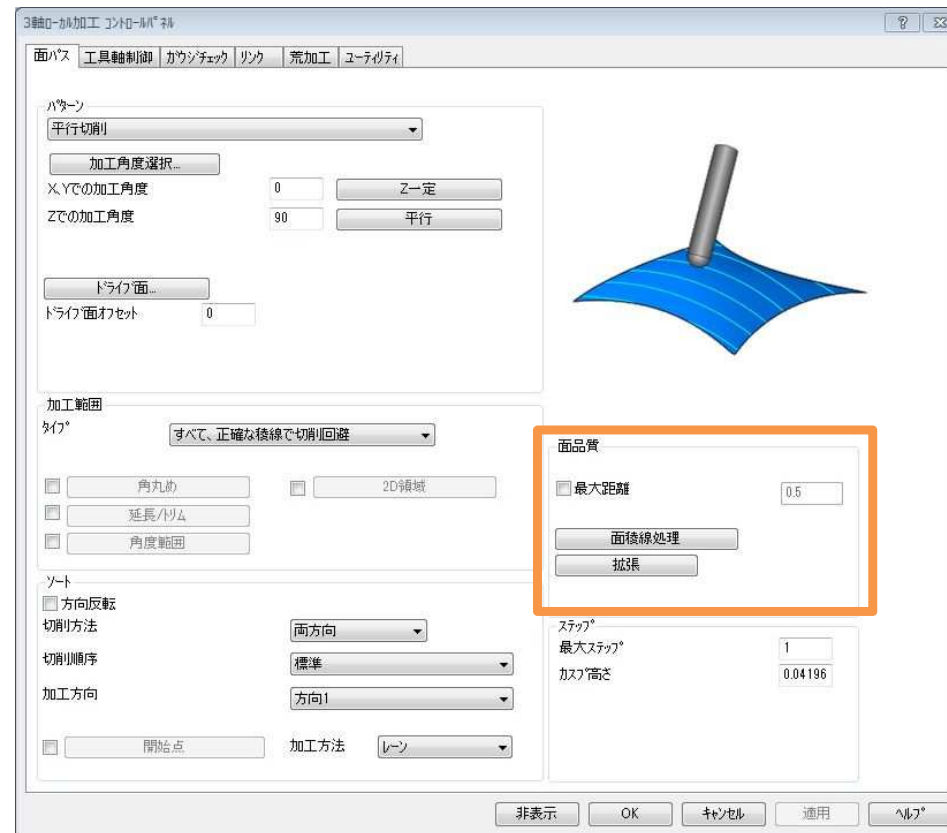 3軸ローカル加工 コントロールパネル
面パス 工具軸制御 ガウジチェック リンク 荒加工 ユーティリティ
パターン
平行切削
加工角度選択...
X,Yでの加工角度 0 Z一定
Zでの加工角度 90 平行
ドライブ面...
ドライブ面オフセット 0
加工範囲
タイプ すべて、正確な稜線で切削回避
角丸め 2D領域
延長/トリム
角度範囲
面品質
最大距離 0.5
面稜線処理
拡張
ソート
方向反転
切削方法 両方向
切削順序 標準
加工方向 方向1
開始点 加工方法 レーン
ステップ
最大ステップ 1
カスプ高さ 0.04196
非表示 OK キャンセル 適用 ヘルプ